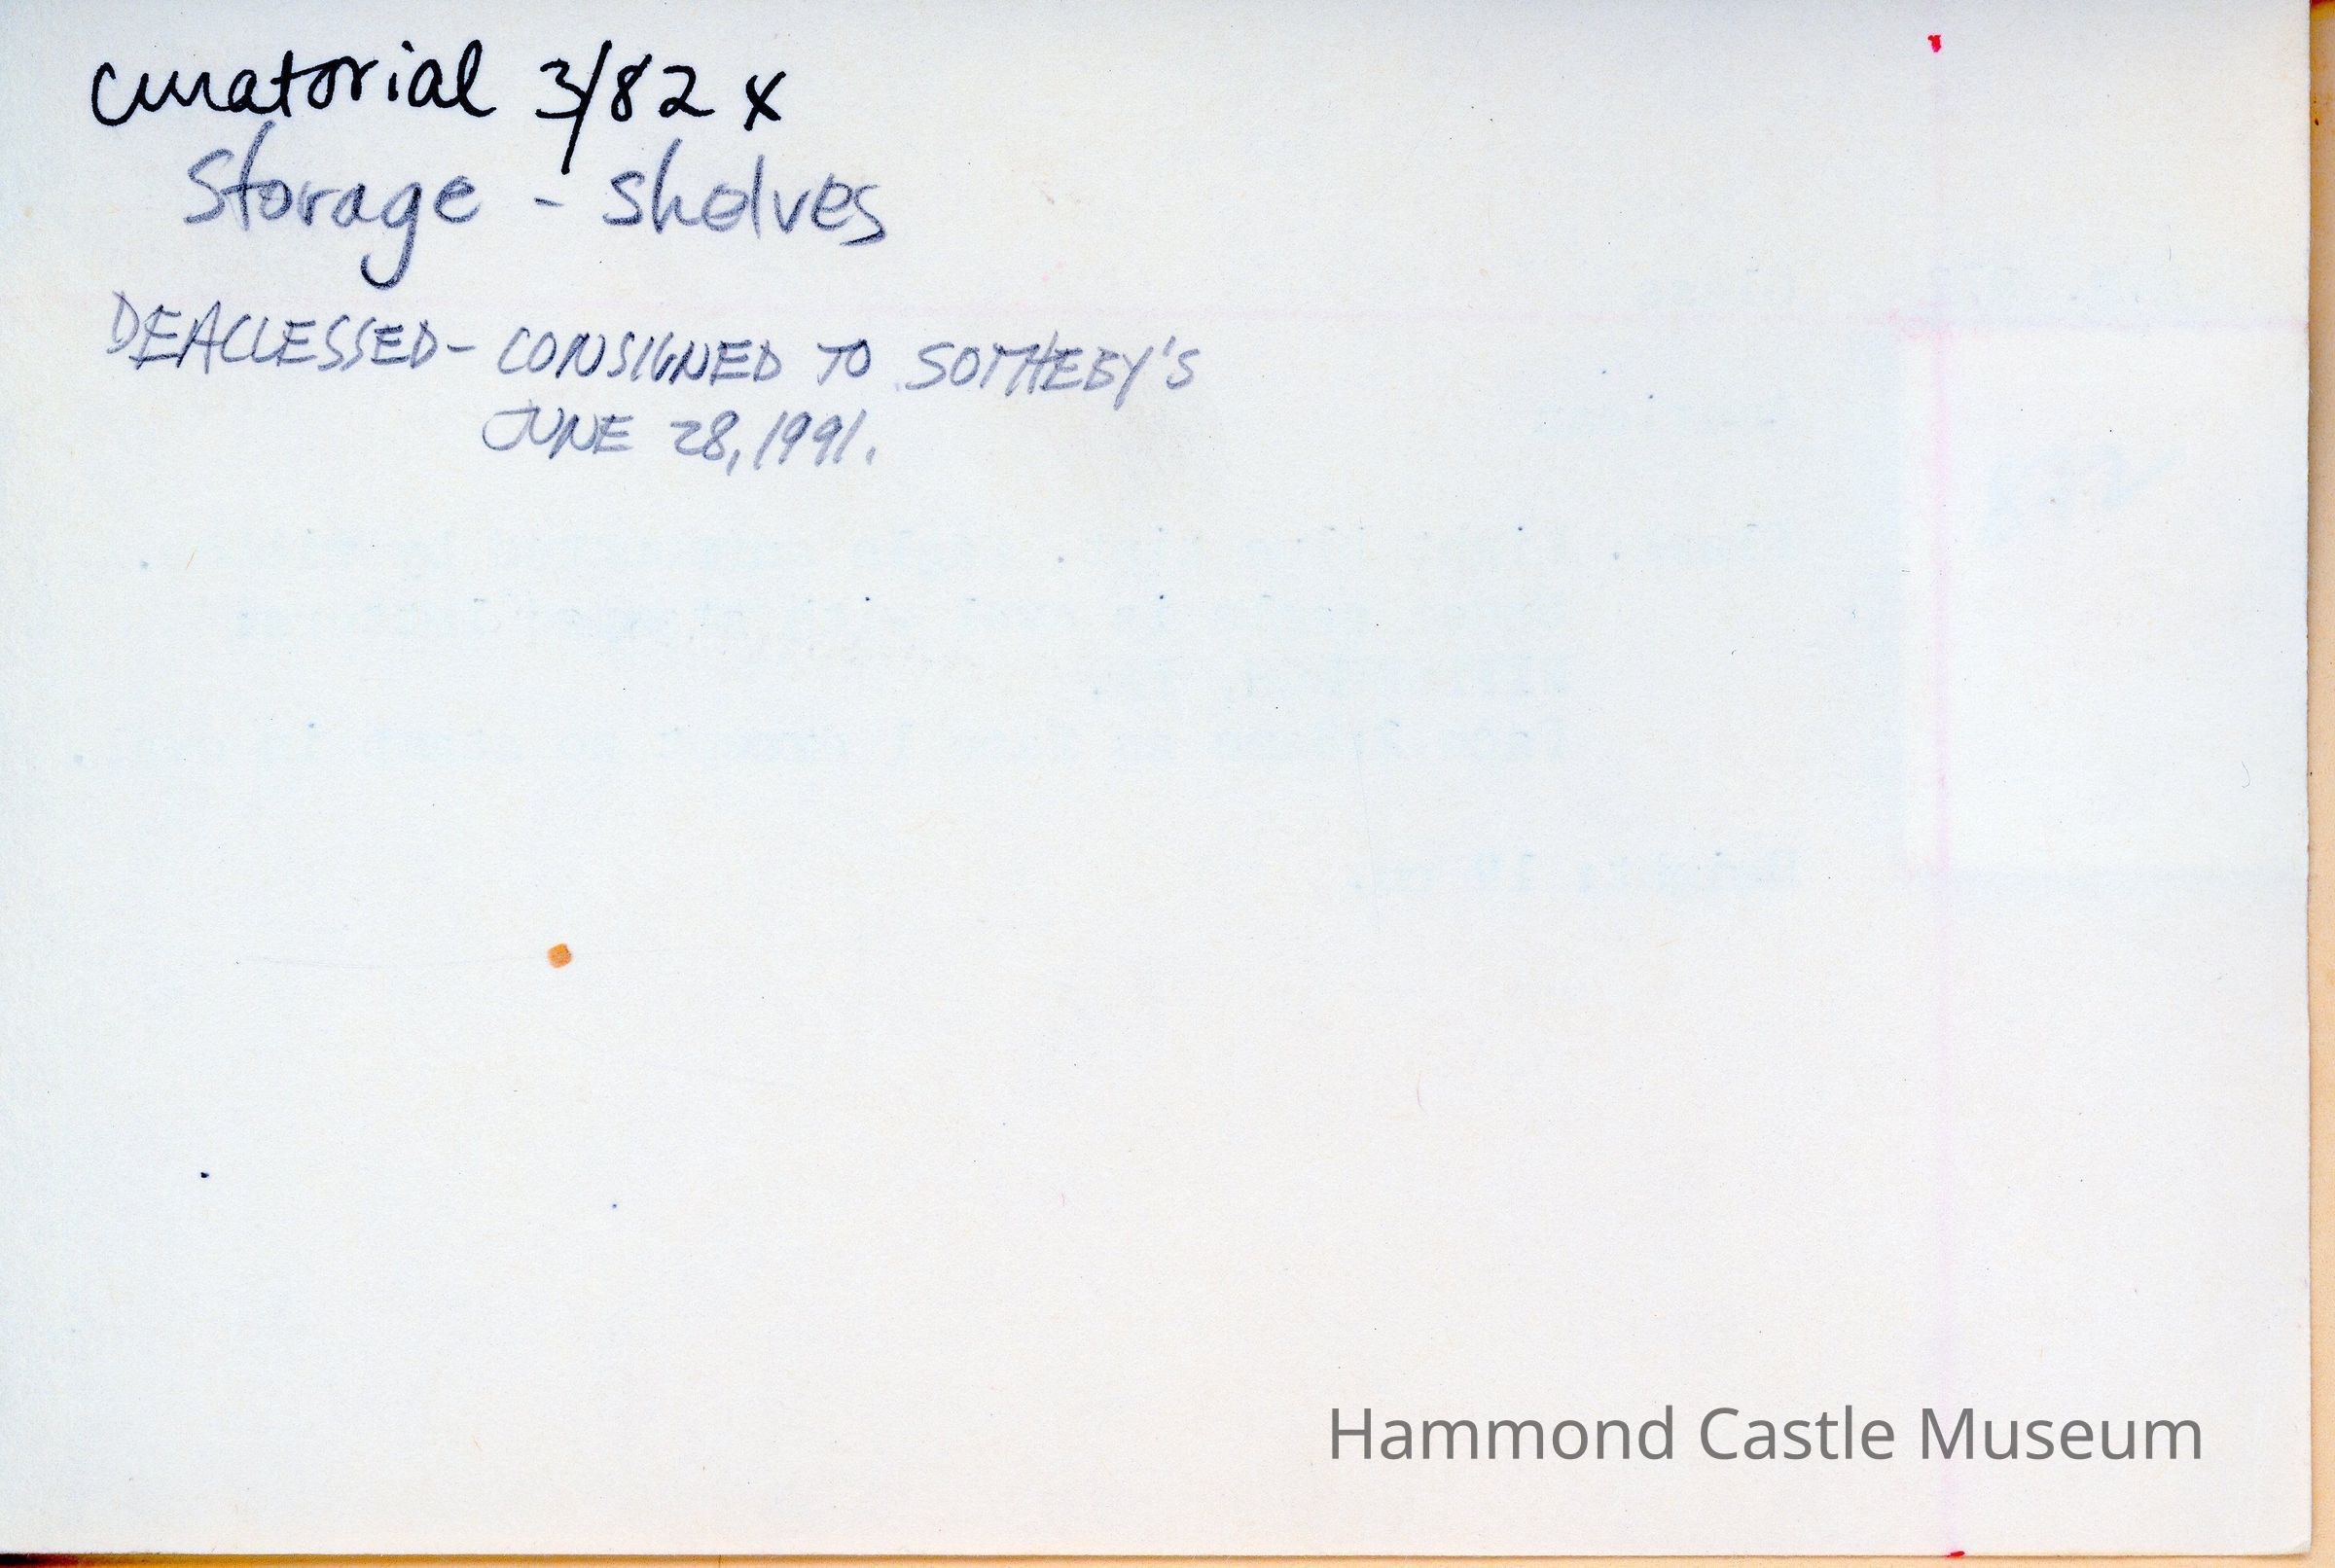 curatorial 3/82 x
Storage - shelves
DEACCESSED - CONSIGNED TO SOTHEBY'S
JUNE 28, 1991.
Hammond Castle Museum